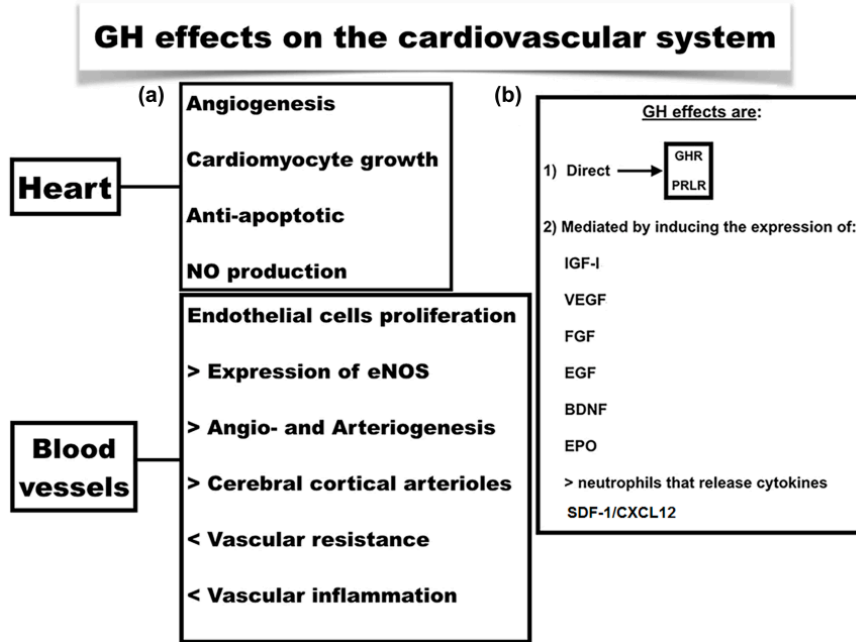 GH effects on the cardiovascular system
(a)
Heart
Angiogenesis
Cardiomyocyte growth
Anti-apoptotic
NO production
Blood
vessels
Endothelial cells proliferation
> Expression of eNOS
> Angio- and Arteriogenesis
> Cerebral cortical arterioles
< Vascular resistance
< Vascular inflammation
(b)
GH effects are:
1) Direct
GHR
PRLR
2) Mediated by inducing the expression of:
IGF-I
VEGF
FGF
EGF
BDNF
EPO
> neutrophils that release cytokines
SDF-1/CXCL12